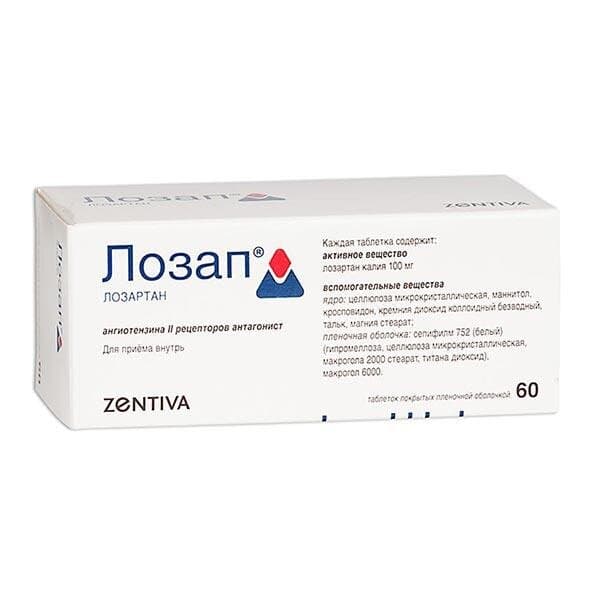 Лозап®
ЛОЗАРТАН
ZENTIVA
Лозап®
ЛОЗАРТАН
ангиотензина II рецепторов антагонист
Для приёма внутрь
ZENTIVA
Каждая таблетка содержит:
активное вещество
лозартан калия 100 мг
вспомогательные вещества
ядро: целлюлоза микрокристаллическая, маннитол,
кросповидон, кремния диоксид коллоидный безводный,
тальк, магния стеарат;
пленочная оболочка: сепифилм 752 (белый)
(гипромеллоза, целлюлоза микрокристаллическая,
макрогола 2000 стеарат, титана диоксид),
макрогол 6000.
таблеток покрытых пленочной оболочкой 60
Лозап